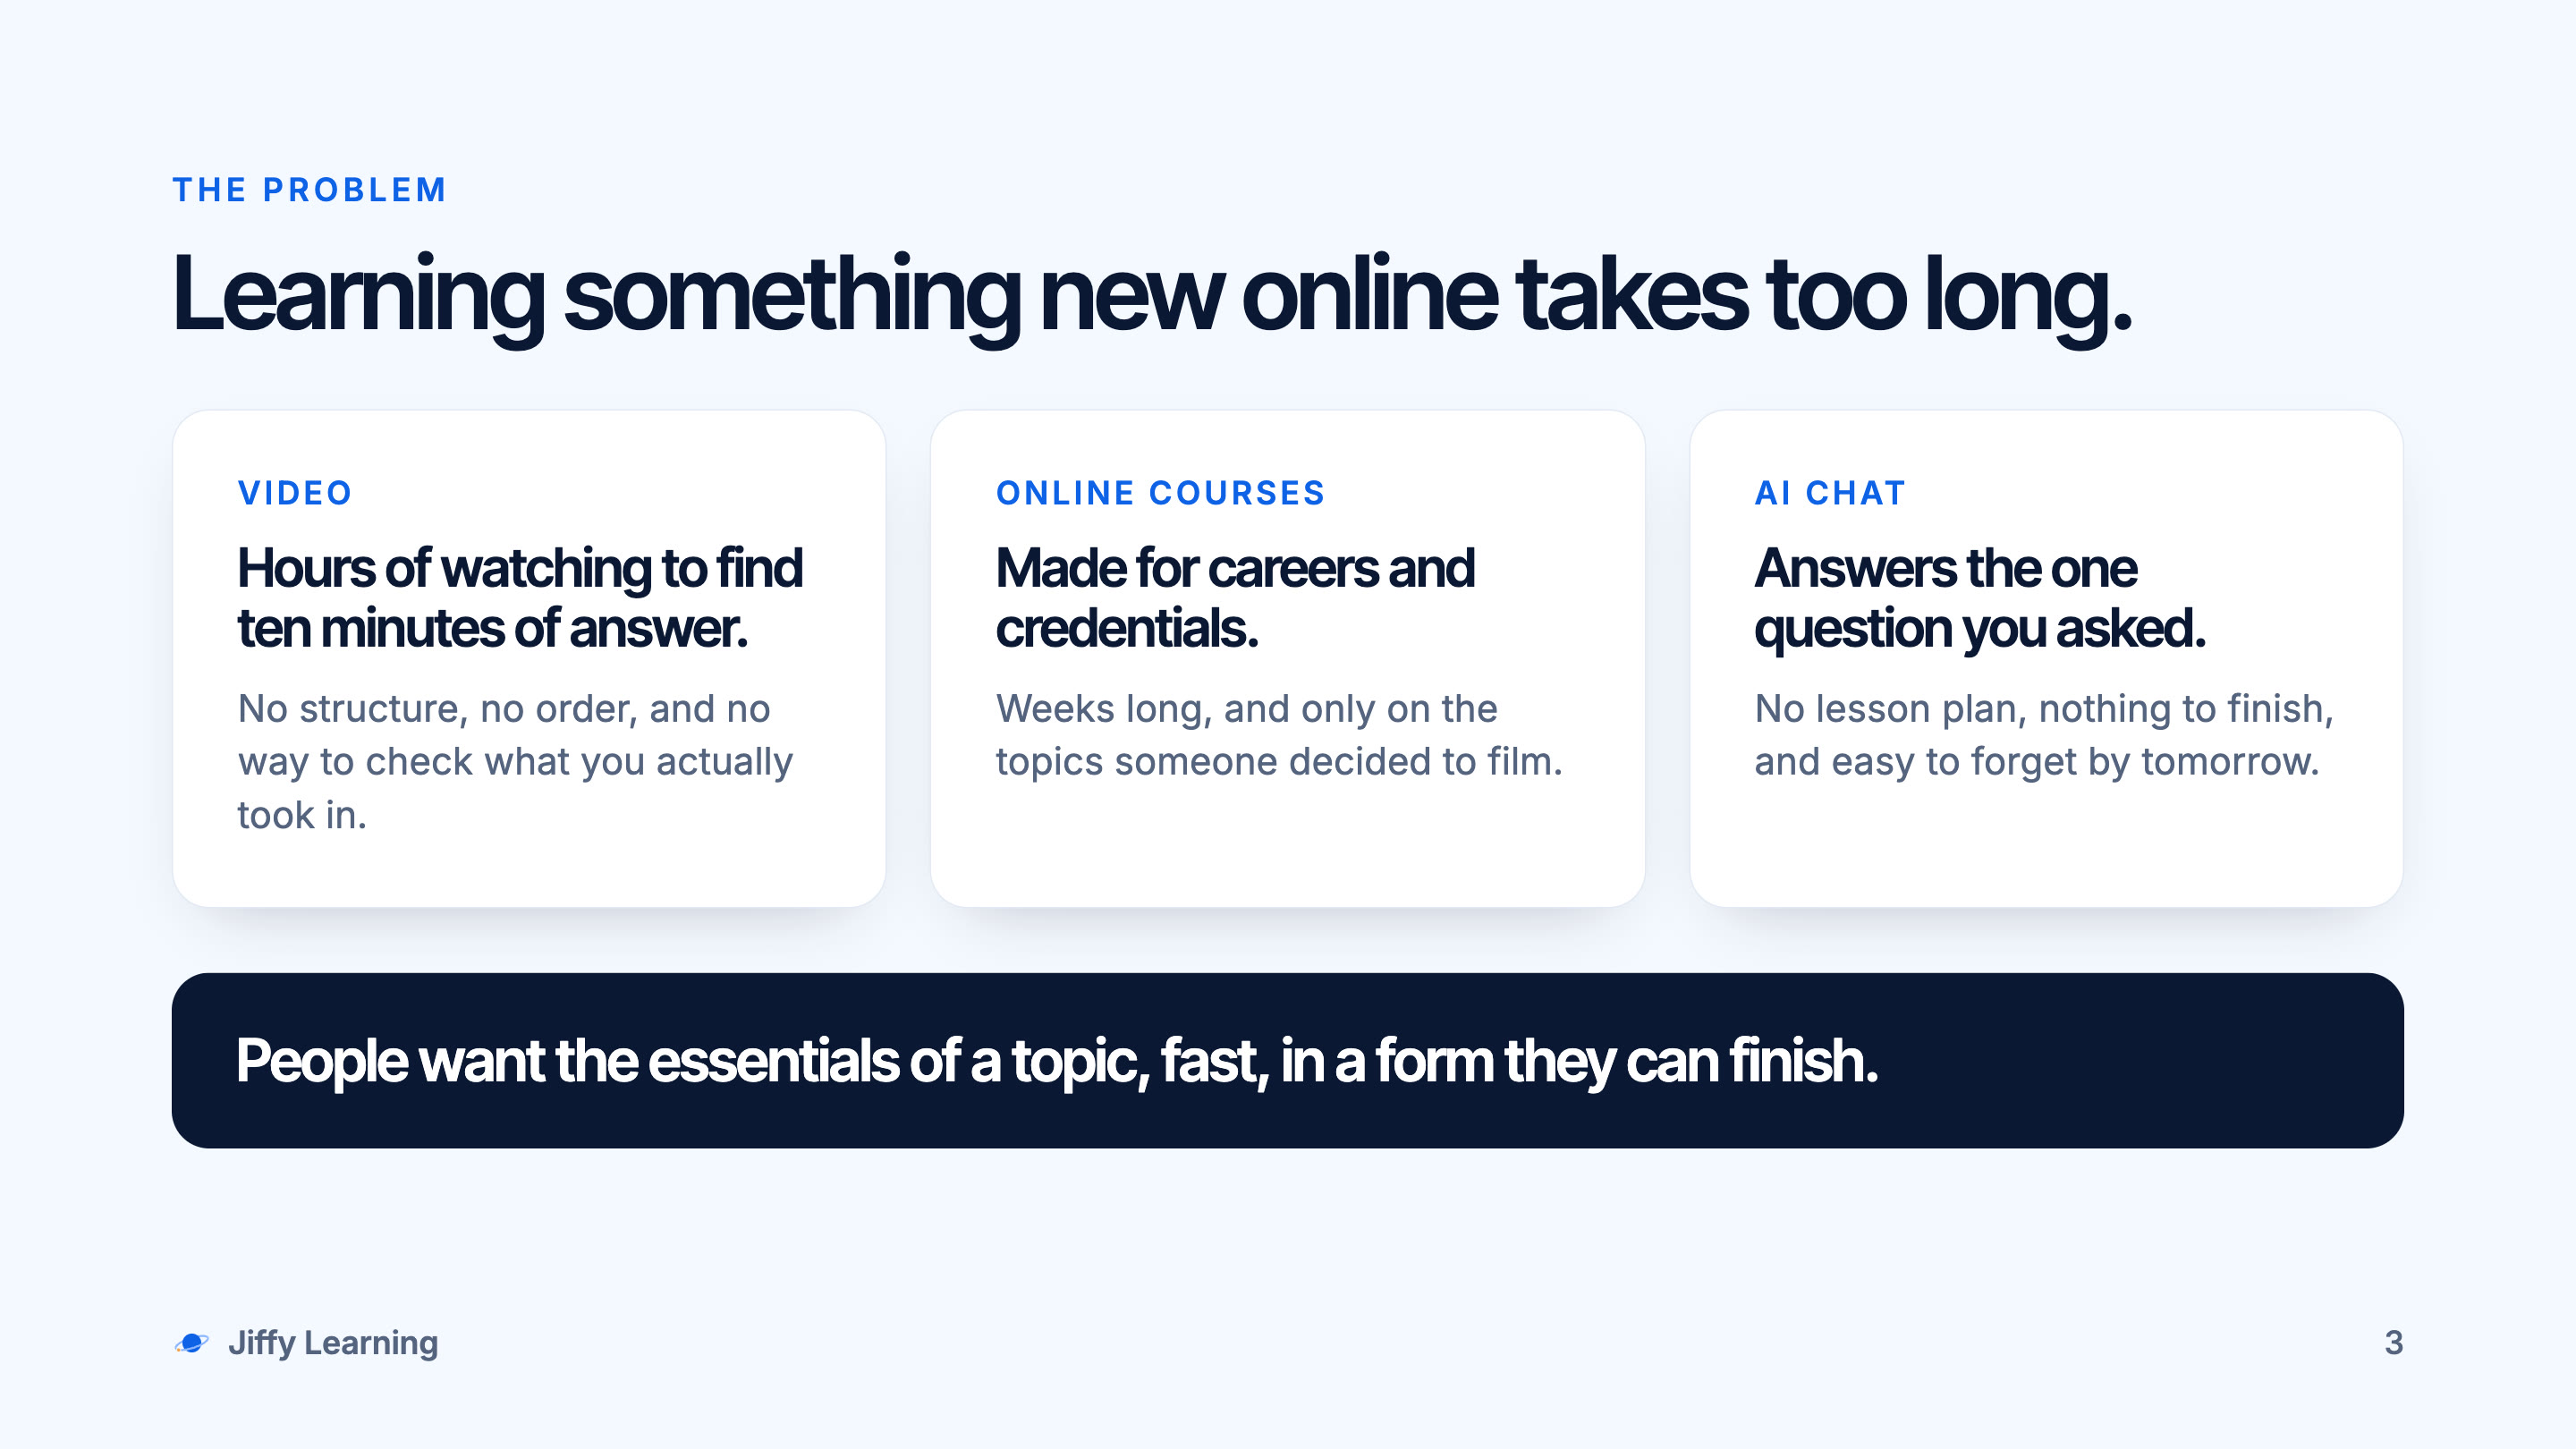 THE PROBLEM
Learning something new online takes too long.
VIDEO
Hours of watching to find
ten minutes of answer.
No structure, no order, and no
way to check what you actually
took in.
ONLINE COURSES
Made for careers and
credentials.
Weeks long, and only on the
topics someone decided to film.
AI CHAT
Answers the one
question you asked.
No lesson plan, nothing to finish,
and easy to forget by tomorrow.
People want the essentials of a topic, fast, in a form they can finish.
Jiffy Learning
3